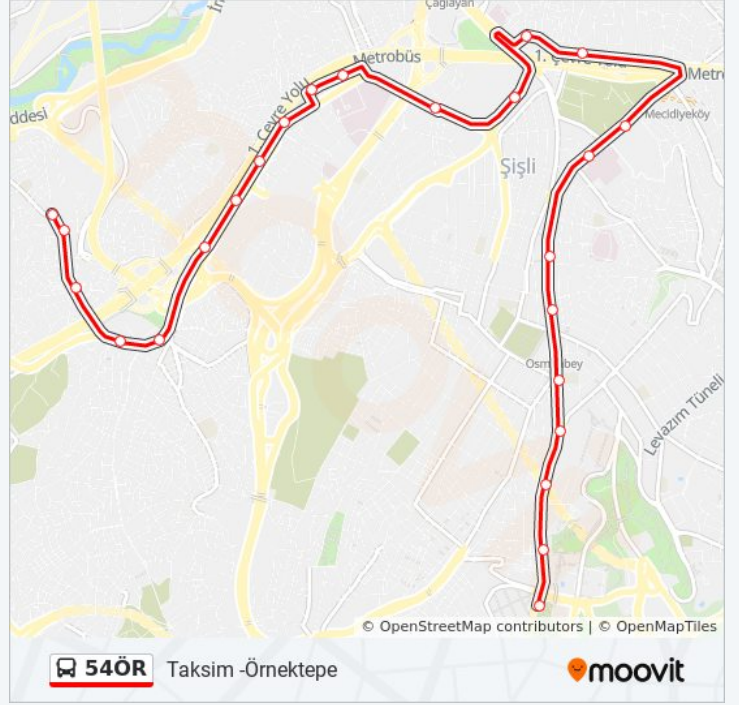 Çağlayan
Metrobüs
1. Çevre Yolu
Metro
ddesi
Mecidiyeköy
1. Çevre Yolu
Şişli
Levazım Tüneli
© OpenStreetMap contributors | © OpenMapTiles
54ÖR Taksim -Örnektepe
moovit